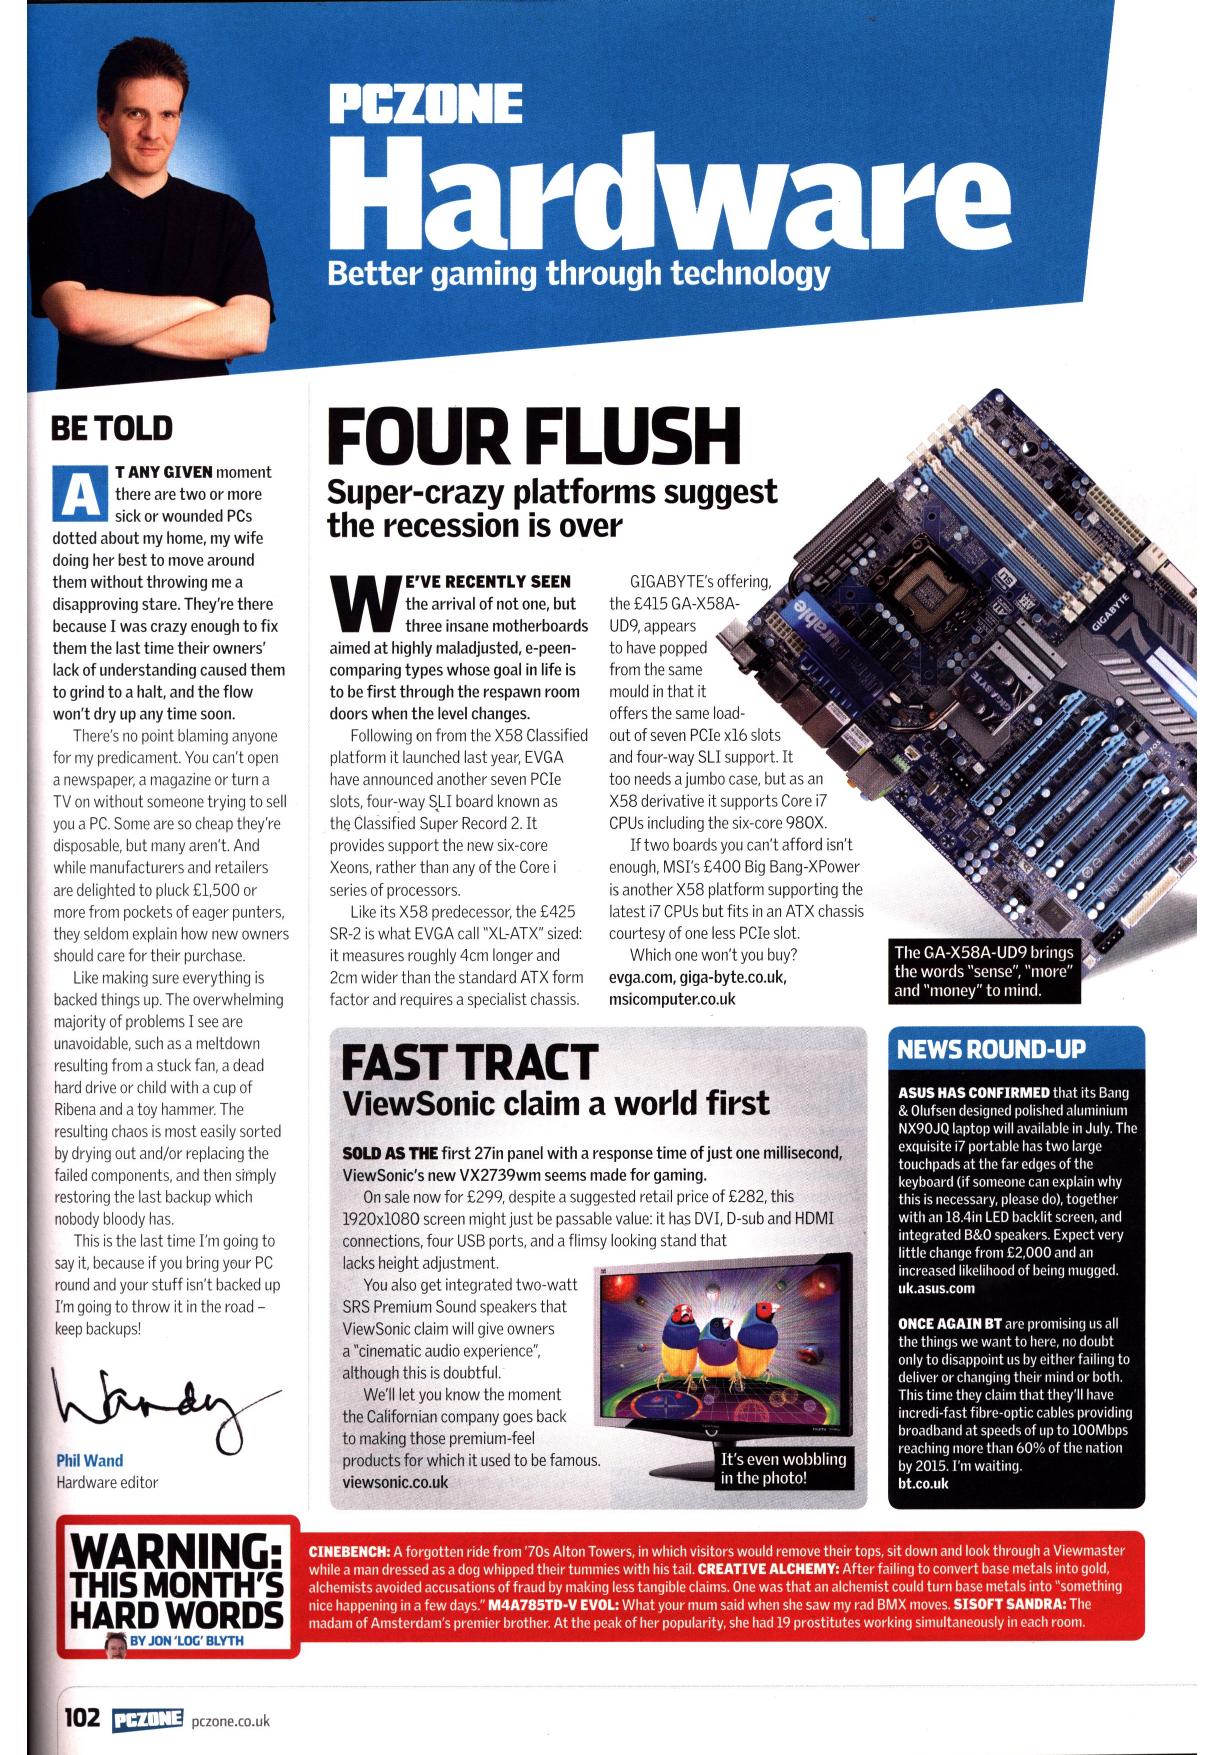 PCZONE
Hardware
Better gaming through technology
BE TOLD
AT ANY GIVEN moment
there are two or more
sick or wounded PCs
dotted about my home, my wife
doing her best to move around
them without throwing me a
disapproving stare. They're there
because I was crazy enough to fix
them the last time their owners'
lack of understanding caused them
to grind to a halt, and the flow
won't dry up any time soon.
There's no point blaming anyone
for my predicament. You can't open
a newspaper, a magazine or turn a
TV on without someone trying to sell
you a PC. Some are so cheap they're
disposable, but many aren't. And
while manufacturers and retailers
are delighted to pluck £1,500 or
more from pockets of eager punters,
they seldom explain how new owners
should care for their purchase.
Like making sure everything is
backed things up. The overwhelming
majority of problems I see are
unavoidable, such as a meltdown
resulting from a stuck fan, a dead
hard drive or child with a cup of
Ribena and a toy hammer. The
resulting chaos is most easily sorted
by drying out and/or replacing the
failed components, and then simply
restoring the last backup which
nobody bloody has.
This is the last time I'm going to
say it, because if you bring your PC
round and your stuff isn't backed up
I'm going to throw it in the road –
keep backups!
Wandy
Phil Wand
Hardware editor
FOUR FLUSH
Super-crazy platforms suggest
the recession is over
WE'VE RECENTLY SEEN
the arrival of not one, but
three insane motherboards
aimed at highly maladjusted, e-peen-
comparing types whose goal in life is
to be first through the respawn room
doors when the level changes.
Following on from the X58 Classified
platform it launched last year, EVGA
have announced another seven PCIe
slots, four-way SLI board known as
the Classified Super Record 2. It
provides support the new six-core
Xeons, rather than any of the Core i
series of processors.
Like its X58 predecessor, the £425
SR-2 is what EVGA call "XL-ATX" sized:
it measures roughly 4cm longer and
2cm wider than the standard ATX form
factor and requires a specialist chassis.
GIGABYTE's offering,
the £415 GA-X58A-
UD9, appears
to have popped
from the same
mould in that it
offers the same load-
out of seven PCIe x16 slots
and four-way SLI support. It
too needs a jumbo case, but as an
X58 derivative it supports Core i7
CPUs including the six-core 980X.
If two boards you can't afford isn't
enough, MSI's £400 Big Bang-XPower
is another X58 platform supporting the
latest i7 CPUs but fits in an ATX chassis
courtesy of one less PCIe slot.
Which one won't you buy?
evga.com, giga-byte.co.uk,
msicomputer.co.uk
GIGABYTE
7
GIGABYTE
Durable
The GA-X58A-UD9 brings
the words "sense", "more"
and "money" to mind.
FAST TRACT
ViewSonic claim a world first
SOLD AS THE first 27in panel with a response time of just one millisecond,
ViewSonic's new VX2739wm seems made for gaming.
On sale now for £299, despite a suggested retail price of £282, this
1920x1080 screen might just be passable value: it has DVI, D-sub and HDMI
connections, four USB ports, and a flimsy looking stand that
lacks height adjustment.
You also get integrated two-watt
SRS Premium Sound speakers that
ViewSonic claim will give owners
a "cinematic audio experience",
although this is doubtful.
We'll let you know the moment
the Californian company goes back
to making those premium-feel
products for which it used to be famous.
viewsonic.co.uk
It's even wobbling
in the photo!
NEWS ROUND-UP
ASUS HAS CONFIRMED that its Bang
& Olufsen designed polished aluminium
NX90JQ laptop will available in July. The
exquisite i7 portable has two large
touchpads at the far edges of the
keyboard (if someone can explain why
this is necessary, please do), together
with an 18.4in LED backlit screen, and
integrated B&O speakers. Expect very
little change from £2,000 and an
increased likelihood of being mugged.
uk.asus.com
ONCE AGAIN BT are promising us all
the things we want to here, no doubt
only to disappoint us by either failing to
deliver or changing their mind or both.
This time they claim that they'll have
incredi-fast fibre-optic cables providing
broadband at speeds of up to 100Mbps
reaching more than 60% of the nation
by 2015. I'm waiting.
bt.co.uk
WARNING:
THIS MONTH'S
HARD WORDS
BY JON 'LOG' BLYTH
CINEBENCH: A forgotten ride from '70s Alton Towers, in which visitors would remove their tops, sit down and look through a Viewmaster
while a man dressed as a dog whipped their tummies with his tail. CREATIVE ALCHEMY: After failing to convert base metals into gold,
alchemists avoided accusations of fraud by making less tangible claims. One was that an alchemist could turn base metals into "something
nice happening in a few days." M4A785TD-V EVOL: What your mum said when she saw my rad BMX moves. SISOFT SANDRA: The
madam of Amsterdam's premier brother. At the peak of her popularity, she had 19 prostitutes working simultaneously in each room.
102 PCZONE pczone.co.uk